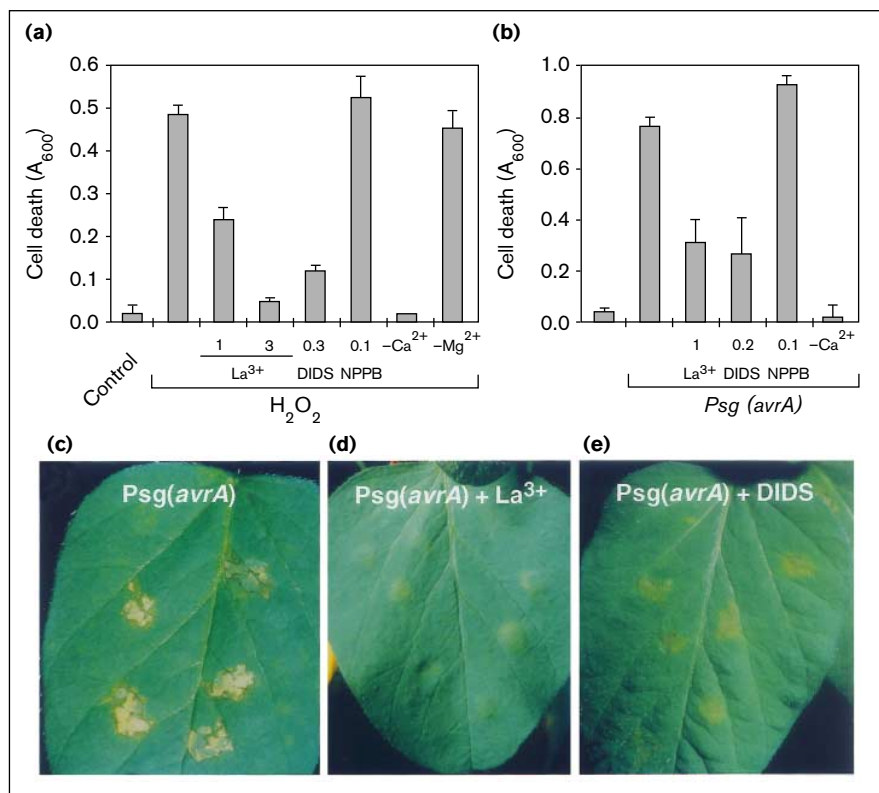 (a)
Cell death (A600)
0.6
0.5
0.4
0.3
0.2
0.1
0.0
1 3 0.3 0.1 –Ca2+ –Mg2+
Control
La3+ DIDS NPPB
H2O2
(b)
Cell death (A600)
1.0
0.8
0.6
0.4
0.2
0.0
1 0.2 0.1 –Ca2+
La3+ DIDS NPPB
Psg (avrA)
(c)
Psg(avrA)
(d)
Psg(avrA) + La3+
(e)
Psg(avrA) + DIDS